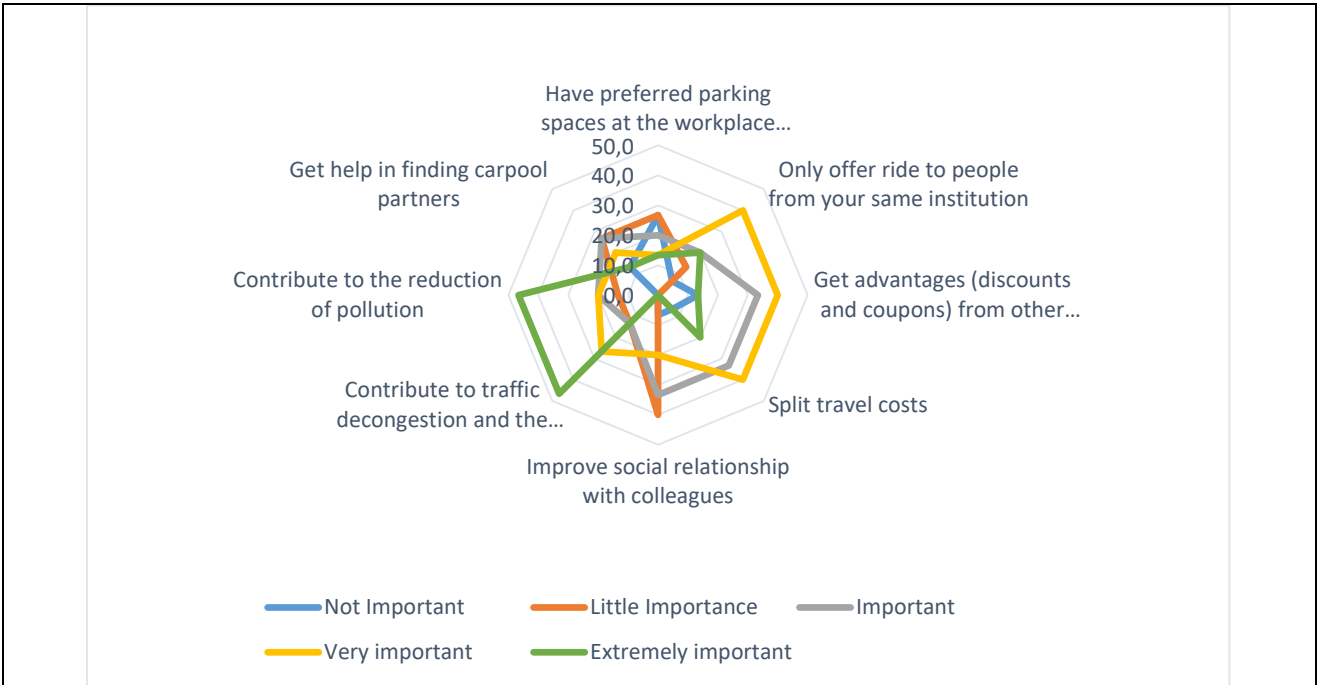 Have preferred parking
spaces at the workplace...
50,0
40,0
30,0
20,0
10,0
0,0
Only offer ride to people
from your same institution
Get advantages (discounts
and coupons) from other...
Split travel costs
Improve social relationship
with colleagues
Contribute to traffic
decongestion and the...
Contribute to the reduction
of pollution
Get help in finding carpool
partners
Not Important
Little Importance
Important
Very important
Extremely important